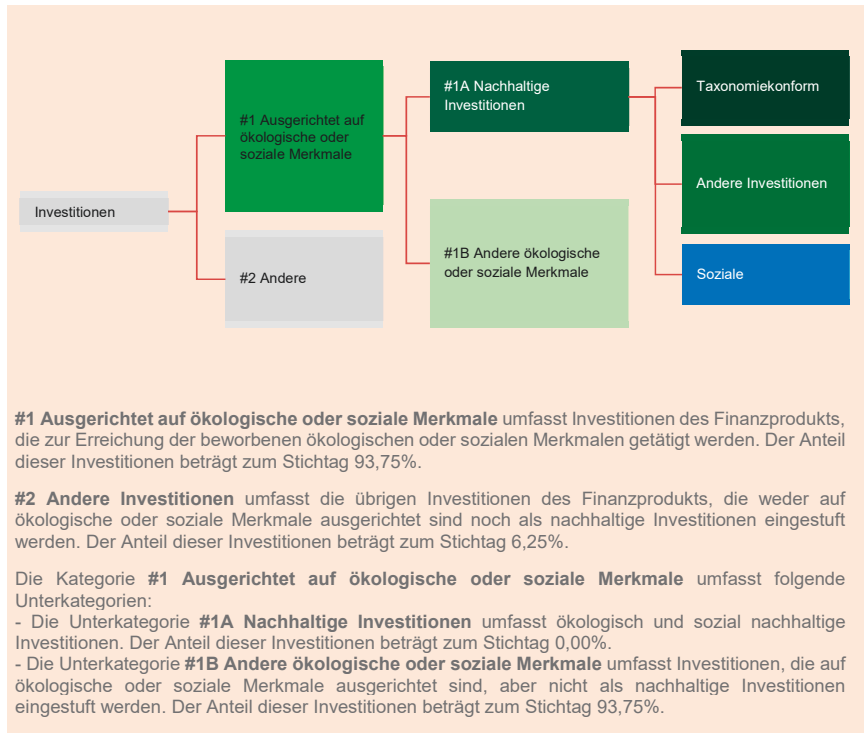 Investitionen
#1 Ausgerichtet auf
ökologische oder
soziale Merkmale
#2 Andere
#1A Nachhaltige
Investitionen
#1B Andere ökologische
oder soziale Merkmale
Taxonomiekonform
Andere Investitionen
Soziale
#1 Ausgerichtet auf ökologische oder soziale Merkmale umfasst Investitionen des Finanzprodukts,
die zur Erreichung der beworbenen ökologischen oder sozialen Merkmalen getätigt werden. Der Anteil
dieser Investitionen beträgt zum Stichtag 93,75%.
#2 Andere Investitionen umfasst die übrigen Investitionen des Finanzprodukts, die weder auf
ökologische oder soziale Merkmale ausgerichtet sind noch als nachhaltige Investitionen eingestuft
werden. Der Anteil dieser Investitionen beträgt zum Stichtag 6,25%.
Die Kategorie #1 Ausgerichtet auf ökologische oder soziale Merkmale umfasst folgende
Unterkategorien:
- Die Unterkategorie #1A Nachhaltige Investitionen umfasst ökologisch und sozial nachhaltige
Investitionen. Der Anteil dieser Investitionen beträgt zum Stichtag 0,00%.
- Die Unterkategorie #1B Andere ökologische oder soziale Merkmale umfasst Investitionen, die auf
ökologische oder soziale Merkmale ausgerichtet sind, aber nicht als nachhaltige Investitionen
eingestuft werden. Der Anteil dieser Investitionen beträgt zum Stichtag 93,75%.